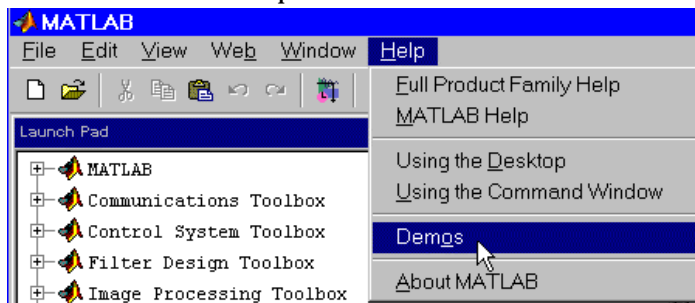 MATLAB
File Edit View Web Window Help
Full Product Family Help
MATLAB Help
Using the Desktop
Using the Command Window
Demos
About MATLAB
Launch Pad
MATLAB
Communications Toolbox
Control System Toolbox
Filter Design Toolbox
Image Processing Toolbox